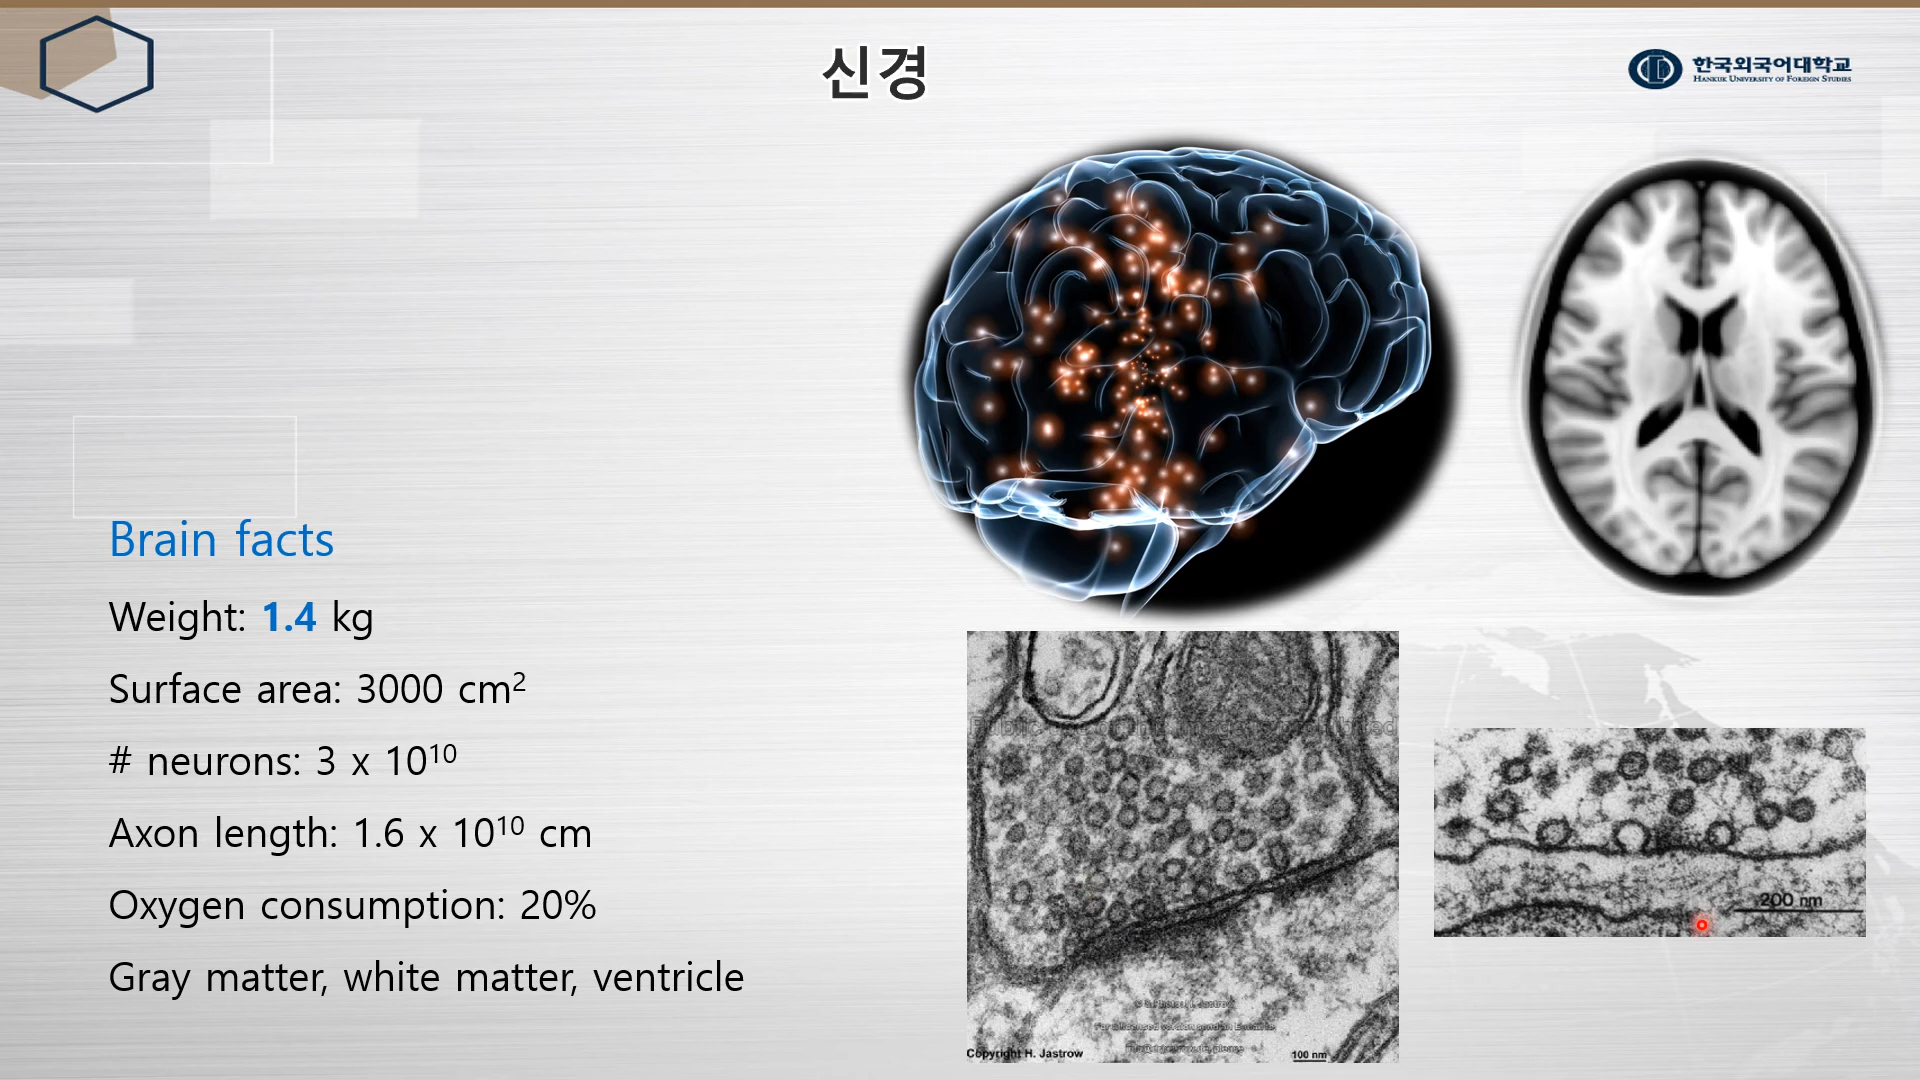 신경
한국외국어대학교
HANKUK UNIVERSITY OF FOREIGN STUDIES
Brain facts
Weight: 1.4 kg
Surface area: 3000 cm²
# neurons: 3 x 10¹⁰
Axon length: 1.6 x 10¹⁰ cm
Oxygen consumption: 20%
Gray matter, white matter, ventricle
200 nm
Copyright H. Jastrow
100 nm